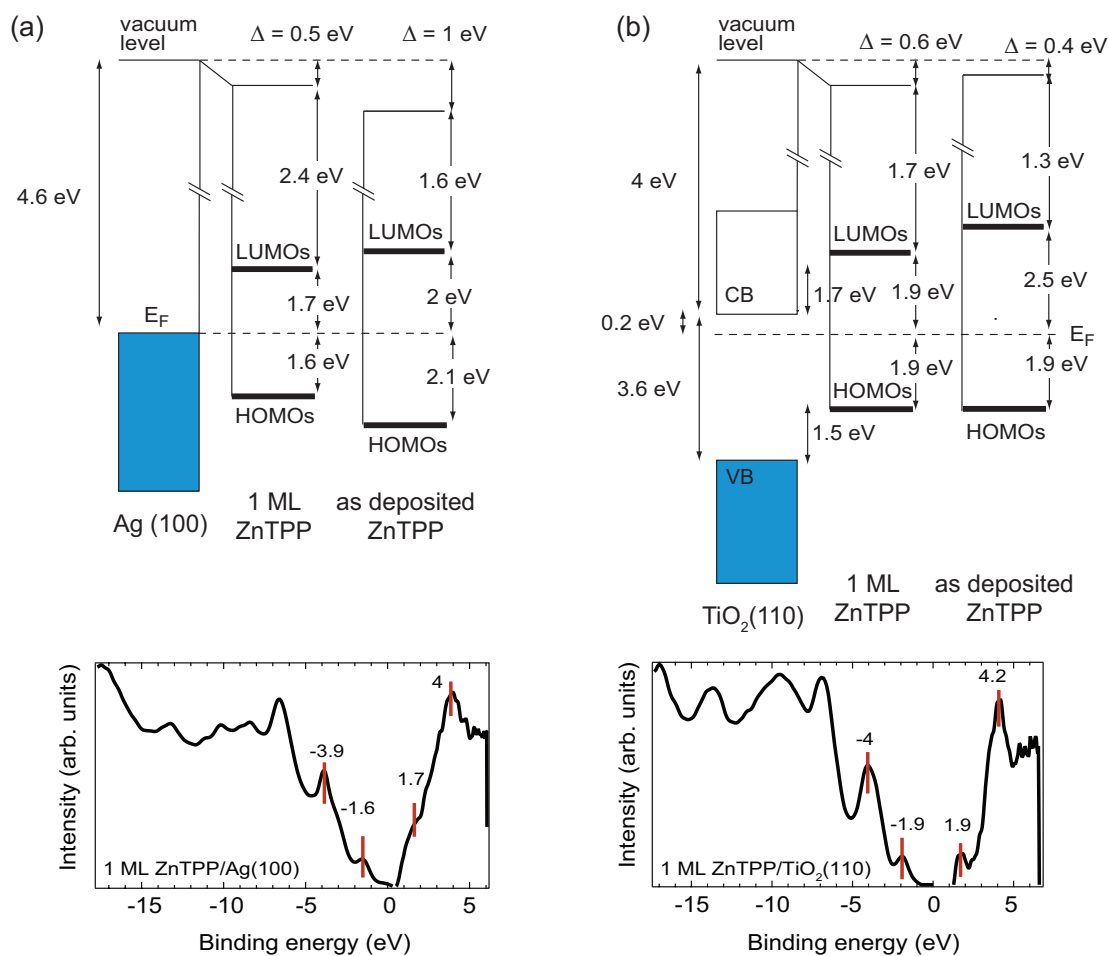 (a)
vacuum
level
Δ = 0.5 eV
Δ = 1 eV
4.6 eV
2.4 eV
1.6 eV
LUMOs
LUMOs
1.7 eV
2 eV
E_F
1.6 eV
2.1 eV
HOMOs
HOMOs
Ag (100)
1 ML
ZnTPP
as deposited
ZnTPP
(b)
vacuum
level
Δ = 0.6 eV
Δ = 0.4 eV
4 eV
1.7 eV
1.3 eV
LUMOs
LUMOs
CB
1.7 eV
1.9 eV
2.5 eV
0.2 eV
E_F
3.6 eV
1.9 eV
1.9 eV
HOMOs
HOMOs
1.5 eV
VB
TiO₂(110)
1 ML
ZnTPP
as deposited
ZnTPP
Intensity (arb. units)
4
-3.9
1.7
-1.6
1 ML ZnTPP/Ag(100)
-15 -10 -5 0 5
Binding energy (eV)
Intensity (arb. units)
4.2
-4
-1.9
1.9
1 ML ZnTPP/TiO₂(110)
-15 -10 -5 0 5
Binding energy (eV)